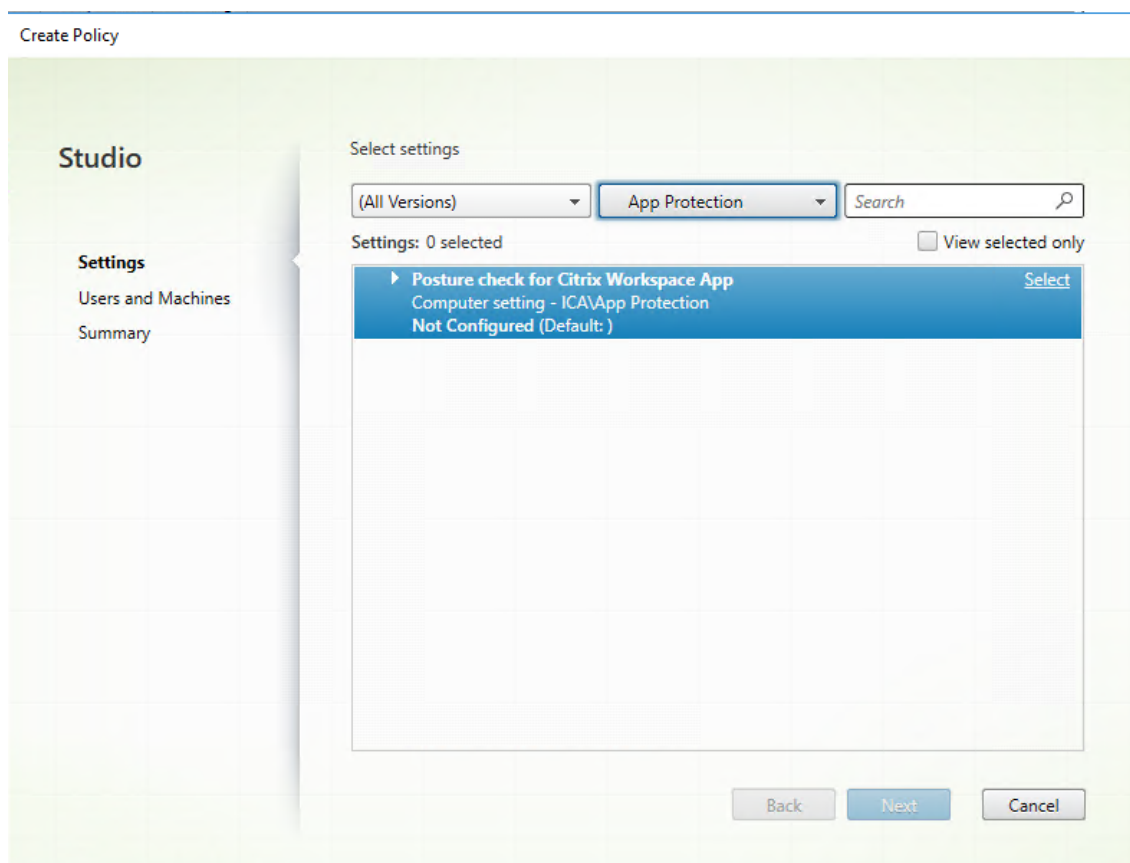 Create Policy
Studio
Settings
Users and Machines
Summary
Select settings
(All Versions) App Protection Search
Settings: 0 selected View selected only
Posture check for Citrix Workspace App Select
Computer setting - ICA\App Protection
Not Configured (Default: )
Back Next Cancel